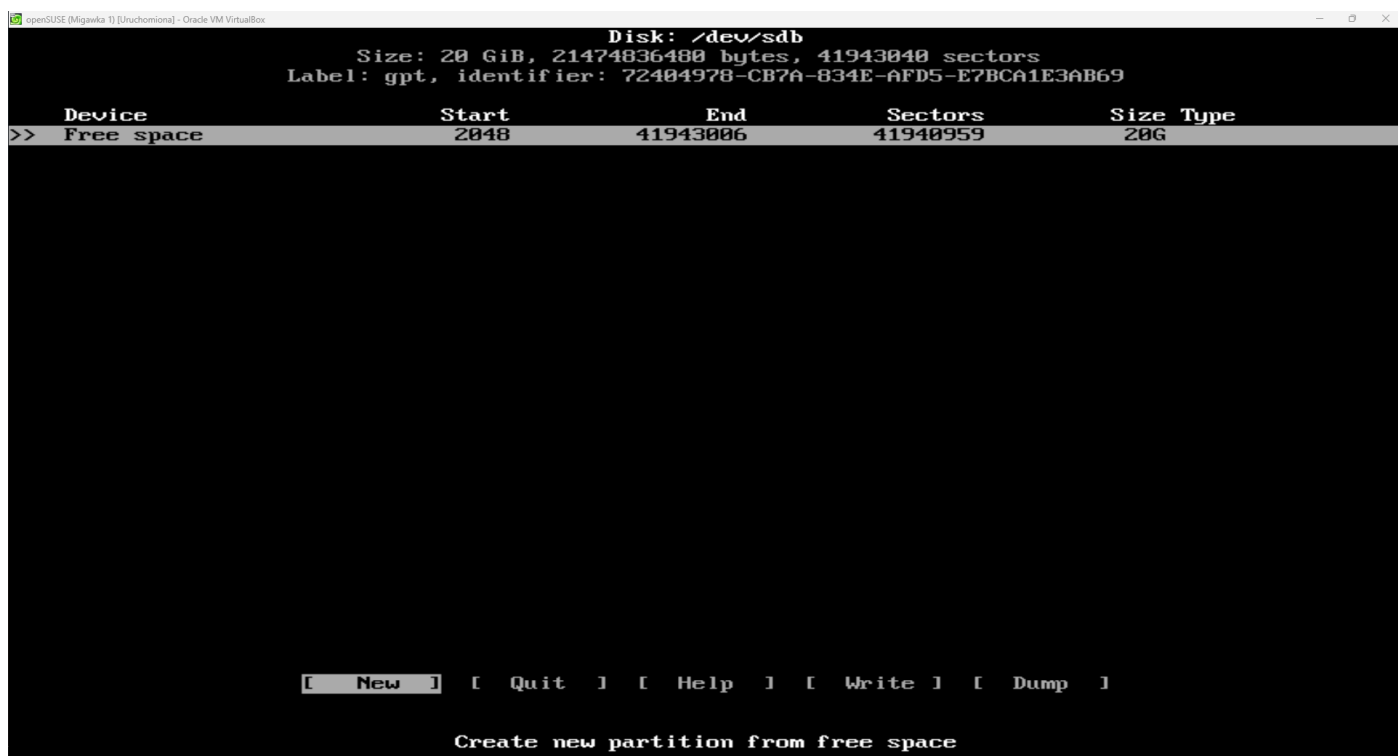 openSUSE (Migawka 1) [Uruchomiona] - Oracle VM VirtualBox
Disk: /dev/sdb
Size: 20 GiB, 21474836480 bytes, 41943040 sectors
Label: gpt, identifier: 72404978-CB7A-834E-AFD5-E7BCA1E3AB69
Device Start End Sectors Size Type
>> Free space 2048 41943006 41940959 20G
[ New ] [ Quit ] [ Help ] [ Write ] [ Dump ]
Create new partition from free space